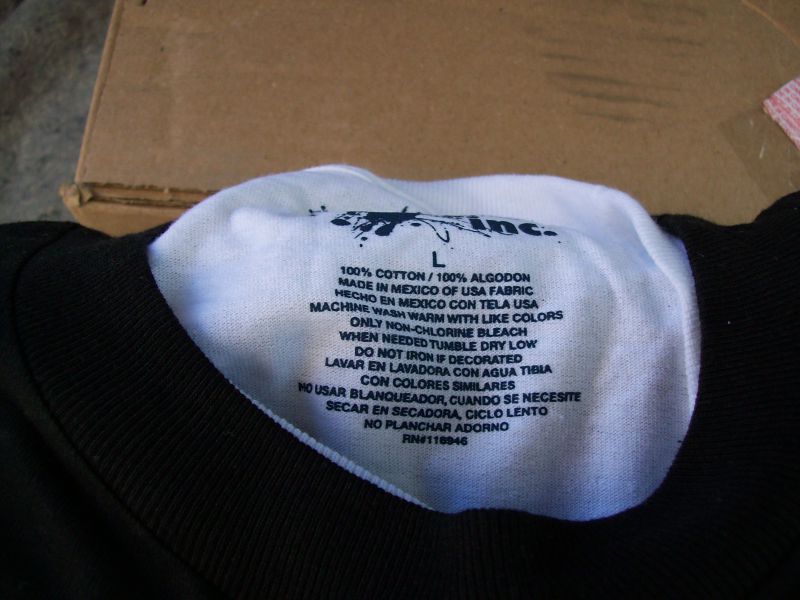 inc.
L
100% COTTON / 100% ALGODON
MADE IN MEXICO OF USA FABRIC
HECHO EN MEXICO CON TELA USA
MACHINE WASH WARM WITH LIKE COLORS
ONLY NON-CHLORINE BLEACH
WHEN NEEDED TUMBLE DRY LOW
DO NOT IRON IF DECORATED
LAVAR EN LAVADORA CON AGUA TIBIA
CON COLORES SIMILARES
NO USAR BLANQUEADOR, CUANDO SE NECESITE
SECAR EN SECADORA, CICLO LENTO
NO PLANCHAR ADORNO
RN#118946